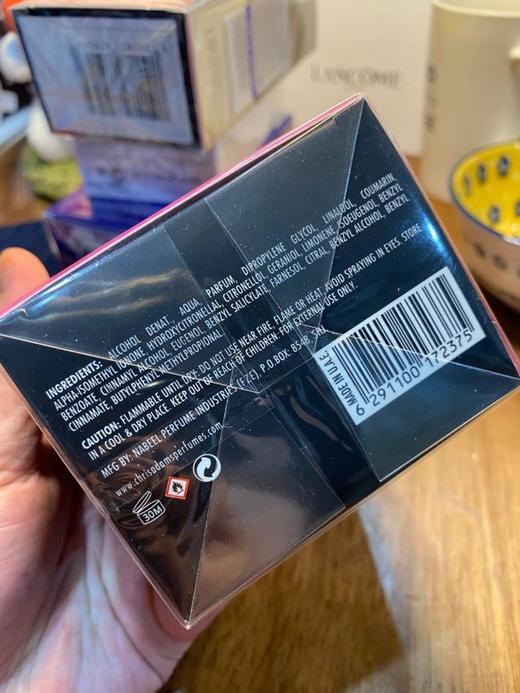 LANCÔME
INGREDIENTS: ALCOHOL DENAT. AQUA, PARFUM, DIPROPYLENE GLYCOL, LINALOOL, COUMARIN,
ALPHA-ISOMETHYL IONONE, HYDROXYCITRONELLAL, CITRONELLOL, GERANIOL, LIMONENE, ISOEUGENOL, BENZYL
BENZOATE, CINNAMYL ALCOHOL, EUGENOL, BENZYL SALICYLATE, FARNESOL, CITRAL, BENZYL ALCOHOL, BENZYL
CINNAMATE, BUTYLPHENYL METHYLPROPIONAL.
CAUTION: FLAMMABLE UNTIL DRY. DO NOT USE NEAR FIRE, FLAME OR HEAT. AVOID SPRAYING IN EYES. STORE
IN A COOL & DRY PLACE. KEEP OUT OF REACH OF CHILDREN- FOR EXTERNAL USE ONLY.
MFG BY: NABEEL PERFUME INDUSTRIES (FZC), P.O.BOX:
www.chrisadamsperfumes.com
30M
MADE IN U.A.E
6 291100 172375